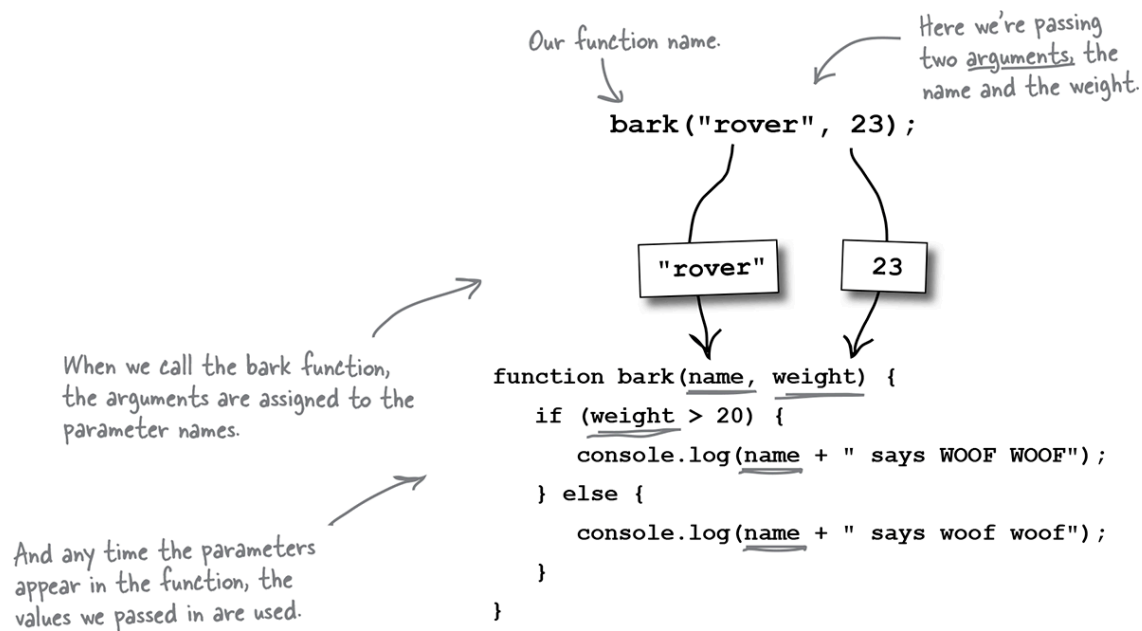 Our function name.
Here we're passing
two arguments, the
name and the weight.
bark("rover", 23);
"rover"
23
When we call the bark function,
the arguments are assigned to the
parameter names.
function bark(name, weight) {
if (weight > 20) {
console.log(name + " says WOOF WOOF");
} else {
console.log(name + " says woof woof");
}
}
And any time the parameters
appear in the function, the
values we passed in are used.